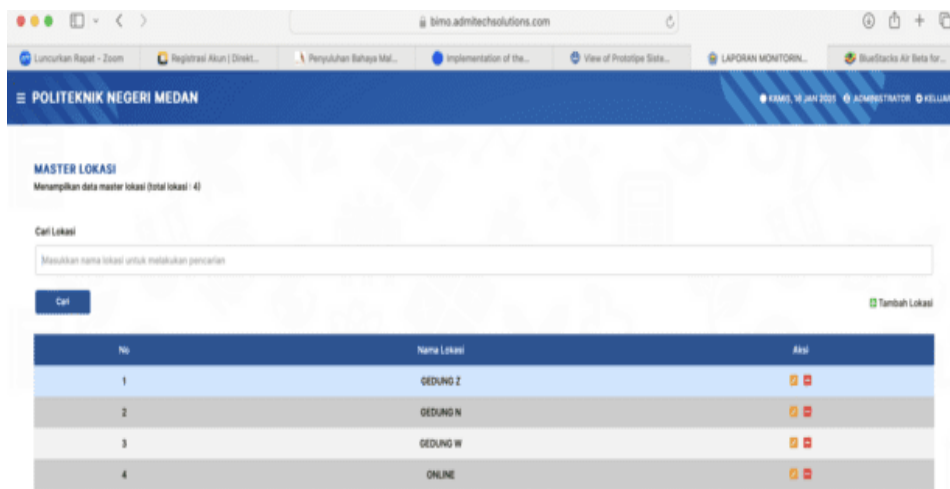 bimo.admitechsolutions.com
Luncurkan Rapat - Zoom
Registrasi Akun | Direkt...
Penyuluhan Bahaya Mal...
Implementation of the...
View of Prototipe Siste...
LAPORAN MONITORIN...
BlueStacks Air Beta for...
POLITEKNIK NEGERI MEDAN
KAMIS, 16 JAN 2025 ADMINISTRATOR KELUAR
MASTER LOKASI
Menampilkan data master lokasi (total lokasi : 4)
Cari Lokasi
Masukkan nama lokasi untuk melakukan pencarian
Cari
Tambah Lokasi
No Nama Lokasi Aksi
1 GEDUNG Z
2 GEDUNG N
3 GEDUNG W
4 ONLINE